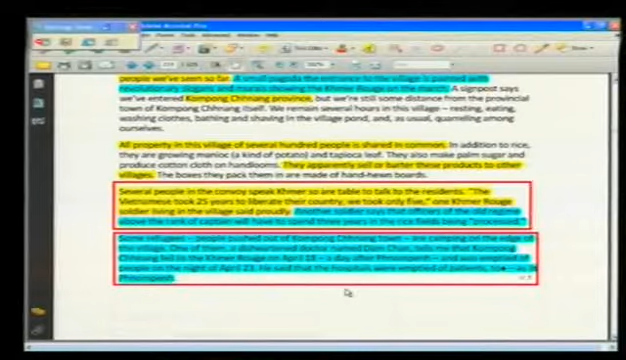 people we've seen so far. A small pagoda the entrance to the village is painted with
revolutionary slogans and murals showing the Khmer Rouge on the march. A signpost says
we've entered Kompong Chhnang province, but we're still some distance from the provincial
town of Kompong Chhnang itself. We remain several hours in this village – resting, eating,
washing clothes, bathing and shaving in the village pond, and, as usual, quarreling among
ourselves.
All property in this village of several hundred people is shared in common. In addition to rice,
they are growing manioc (a kind of potato) and tapioca leaf. They also make palm sugar and
produce cotton cloth on handlooms. They apparently sell or barter these products to other
villages. The boxes they pack them in are made of hand-hewn boards.
Several people in the convoy speak Khmer so are table to talk to the residents. "The
Vietnamese took 25 years to liberate their country, we took only five," one Khmer Rouge
soldier living in the village said proudly. Another soldier says that officers of the old regime
above the rank of captain will have to spend three years in the rice fields being "processed."
Some refugees – people pushed out of Kompong Chhnang town – are camping on the edge of
the village. One of them, a disheartened doctor named Dom Chan, told me that Kompong
Chhnang fell to the Khmer Rouge on April 18 – a day after Phnompenh – and was emptied of
people on the night of April 23. He said that the hospitals were emptied of patients, too – as in
Phnompenh.